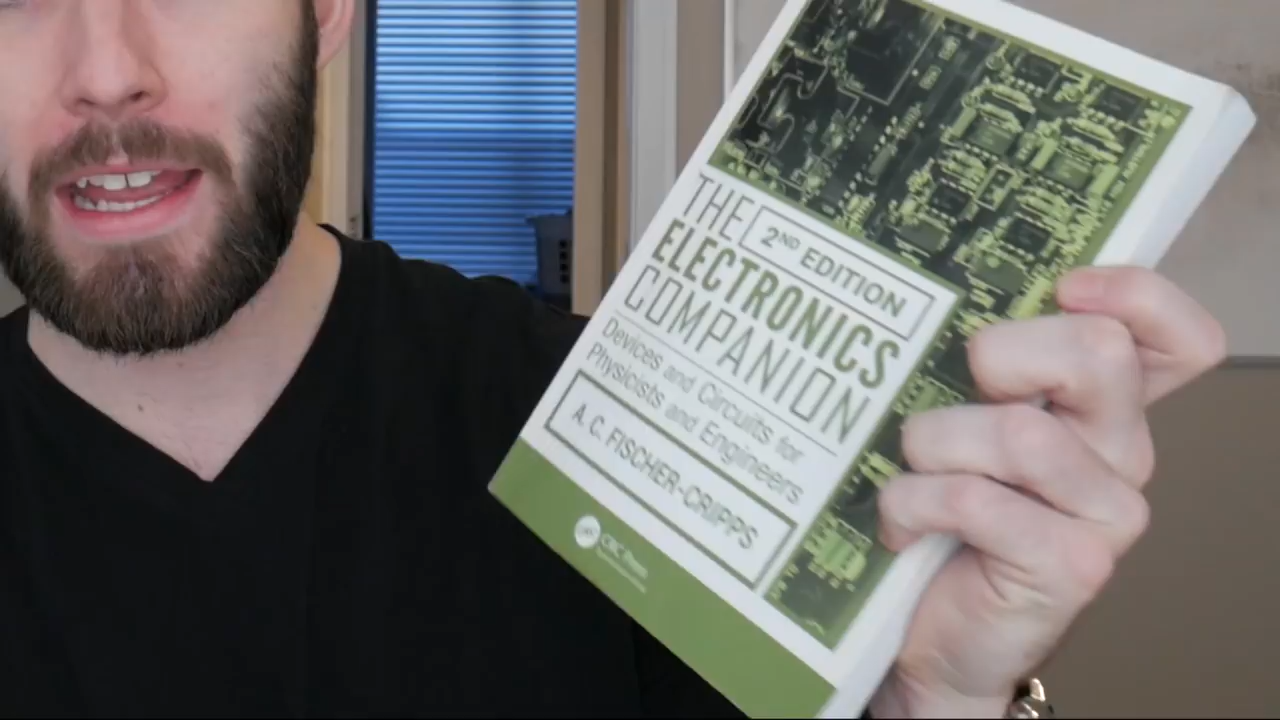 THE
2ND EDITION
ELECTRONICS
COMPANION
Devices and Circuits for
Physicists and Engineers
A. C. FISCHER-CRIPPS
CRC Press